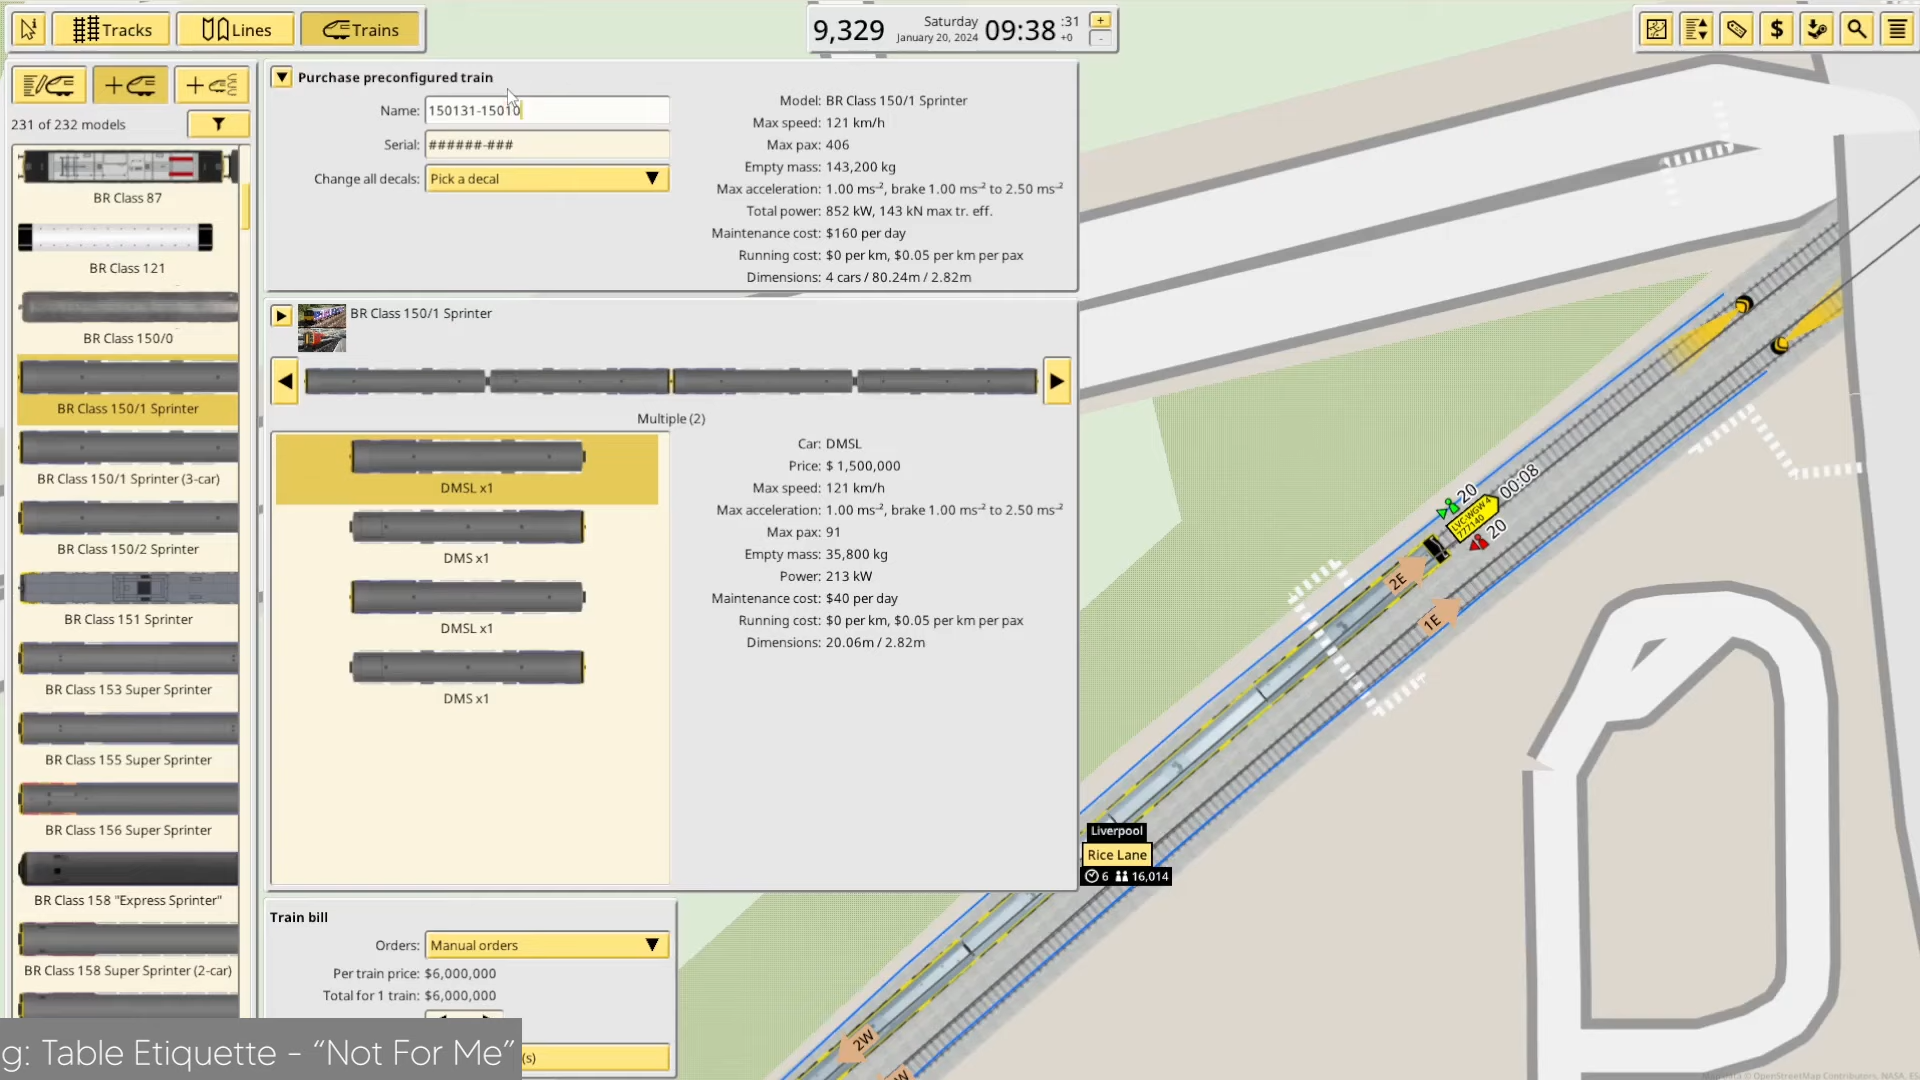 Tracks
Lines
Trains
9,329
Saturday
January 20, 2024
09:38
:31
+0
+
-
$
231 of 232 models
BR Class 87
BR Class 121
BR Class 150/0
BR Class 150/1 Sprinter
BR Class 150/1 Sprinter (3-car)
BR Class 150/2 Sprinter
BR Class 151 Sprinter
BR Class 153 Super Sprinter
BR Class 155 Super Sprinter
BR Class 156 Super Sprinter
BR Class 158 "Express Sprinter"
BR Class 158 Super Sprinter (2-car)
Purchase preconfigured train
Name: 150131-15010
Serial: ######-###
Change all decals: Pick a decal
Model: BR Class 150/1 Sprinter
Max speed: 121 km/h
Max pax: 406
Empty mass: 143,200 kg
Max acceleration: 1.00 ms⁻², brake 1.00 ms⁻² to 2.50 ms⁻²
Total power: 852 kW, 143 kN max tr. eff.
Maintenance cost: $160 per day
Running cost: $0 per km, $0.05 per km per pax
Dimensions: 4 cars / 80.24m / 2.82m
BR Class 150/1 Sprinter
Multiple (2)
DMSL x1
DMS x1
DMSL x1
DMS x1
Car: DMSL
Price: $ 1,500,000
Max speed: 121 km/h
Max acceleration: 1.00 ms⁻², brake 1.00 ms⁻² to 2.50 ms⁻²
Max pax: 91
Empty mass: 35,800 kg
Power: 213 kW
Maintenance cost: $40 per day
Running cost: $0 per km, $0.05 per km per pax
Dimensions: 20.06m / 2.82m
Train bill
Orders: Manual orders
Per train price: $6,000,000
Total for 1 train: $6,000,000
(s)
g: Table Etiquette - “Not For Me”
20
LVC-WGW 4
777140
00:08
20
2E
1E
Liverpool
Rice Lane
6 16,014
2W